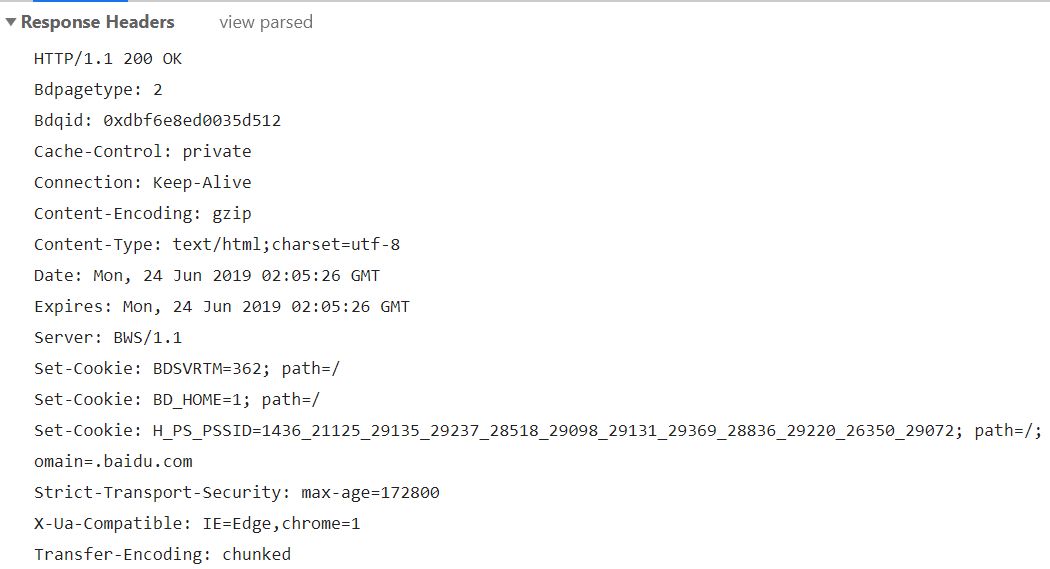 Response Headers view parsed
HTTP/1.1 200 OK
Bdpagetype: 2
Bdqid: 0xdbf6e8ed0035d512
Cache-Control: private
Connection: Keep-Alive
Content-Encoding: gzip
Content-Type: text/html;charset=utf-8
Date: Mon, 24 Jun 2019 02:05:26 GMT
Expires: Mon, 24 Jun 2019 02:05:26 GMT
Server: BWS/1.1
Set-Cookie: BDSVRTM=362; path=/
Set-Cookie: BD_HOME=1; path=/
Set-Cookie: H_PS_PSSID=1436_21125_29135_29237_28518_29098_29131_29369_28836_29220_26350_29072; path=/;
omain=.baidu.com
Strict-Transport-Security: max-age=172800
X-Ua-Compatible: IE=Edge,chrome=1
Transfer-Encoding: chunked